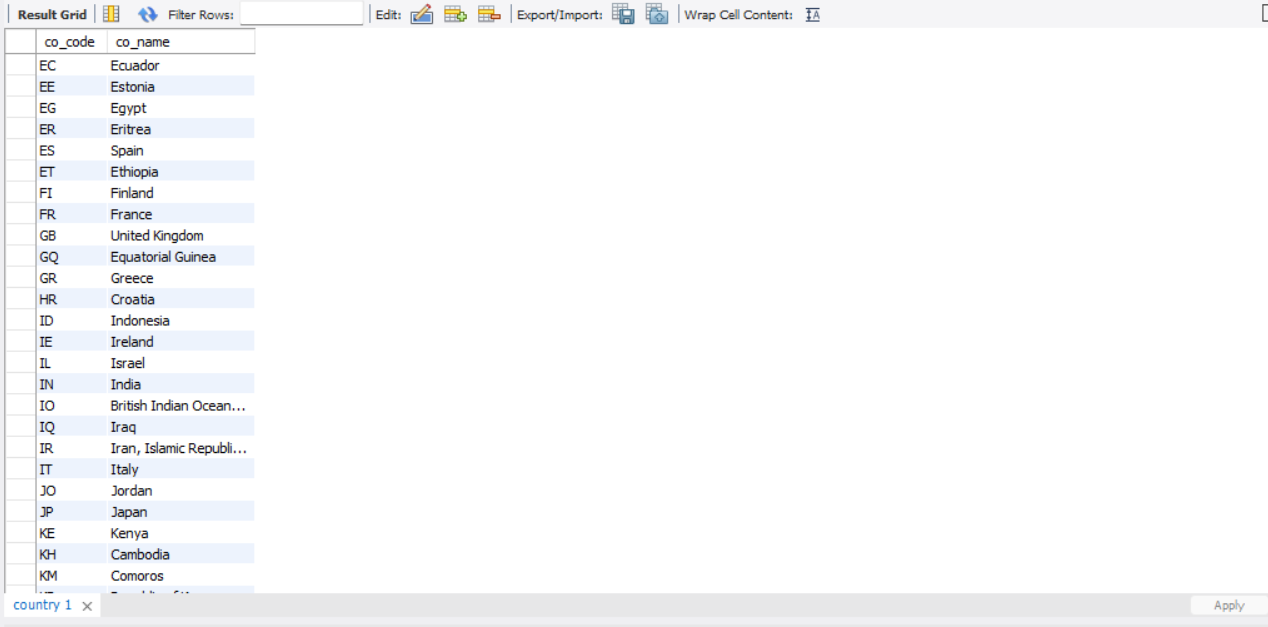 Result Grid Filter Rows: Edit: Export/Import: Wrap Cell Content:
co_code co_name
EC Ecuador
EE Estonia
EG Egypt
ER Eritrea
ES Spain
ET Ethiopia
FI Finland
FR France
GB United Kingdom
GQ Equatorial Guinea
GR Greece
HR Croatia
ID Indonesia
IE Ireland
IL Israel
IN India
IO British Indian Ocean...
IQ Iraq
IR Iran, Islamic Republi...
IT Italy
JO Jordan
JP Japan
KE Kenya
KH Cambodia
KM Comoros
country 1 Apply